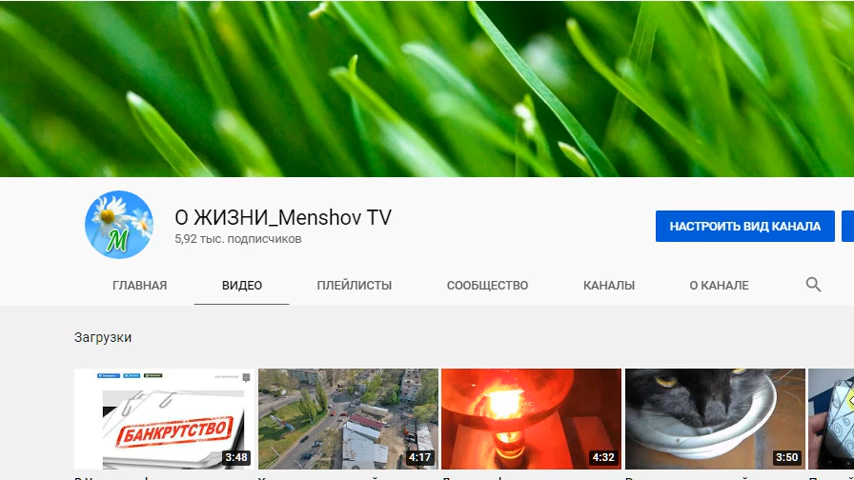 О ЖИЗНИ_Menshov TV
5,92 тыс. подписчиков
НАСТРОИТЬ ВИД КАНАЛА
ГЛАВНАЯ ВИДЕО ПЛЕЙЛИСТЫ СООБЩЕСТВО КАНАЛЫ О КАНАЛЕ
Загрузки
М
БАНКРУТСТВО
3:48 4:17 4:32 3:50